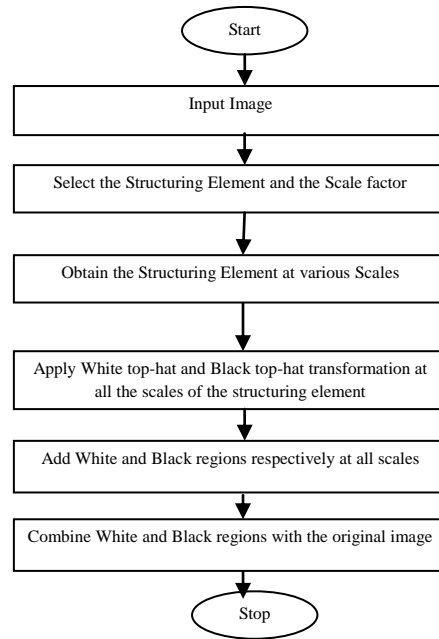 Start
Input Image
Select the Structuring Element and the Scale factor
Obtain the Structuring Element at various Scales
Apply White top-hat and Black top-hat transformation at
all the scales of the structuring element
Add White and Black regions respectively at all scales
Combine White and Black regions with the original image
Stop